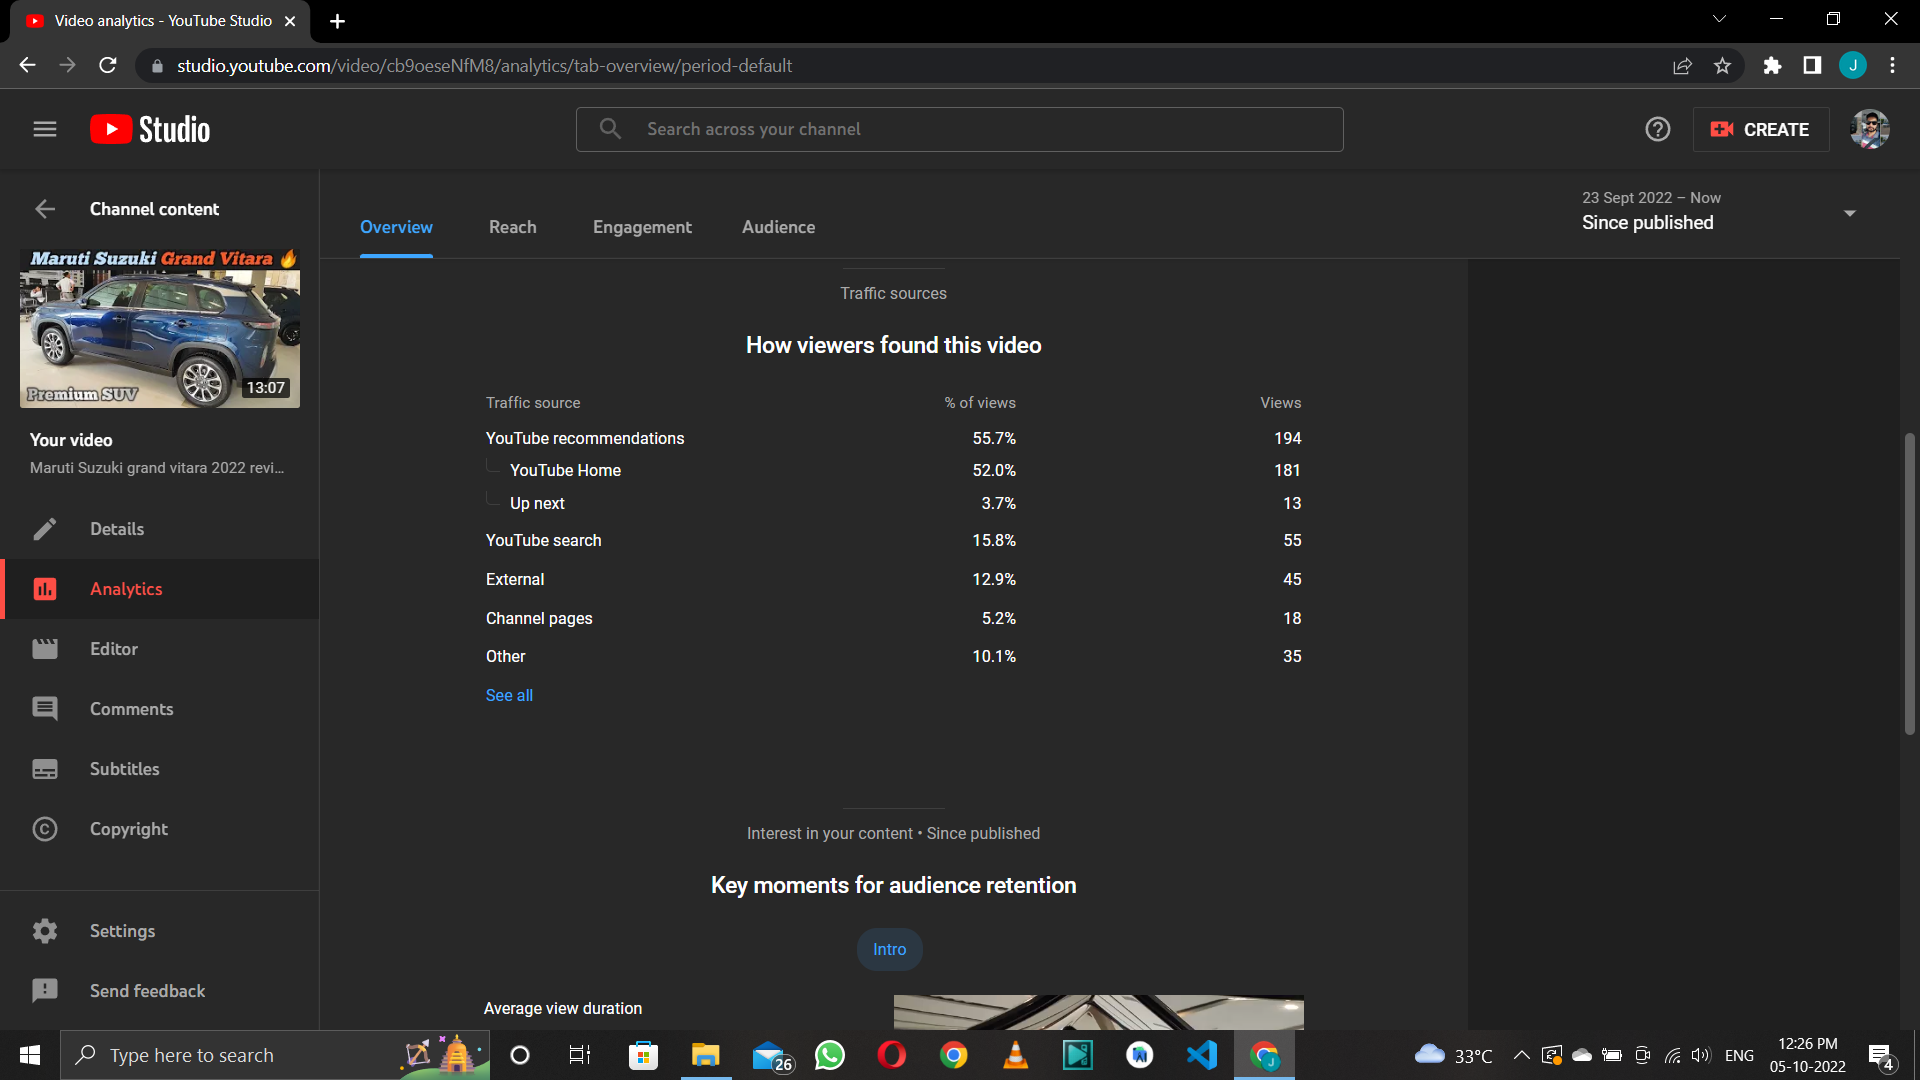 Video analytics - YouTube Studio
studio.youtube.com/video/cb9oeseNfM8/analytics/tab-overview/period-default
J
Studio
Search across your channel
CREATE
Channel content
Maruti Suzuki Grand Vitara
Premium SUV
13:07
Your video
Maruti Suzuki grand vitara 2022 revi...
Details
Analytics
Editor
Comments
Subtitles
Copyright
Settings
Send feedback
Overview Reach Engagement Audience
23 Sept 2022 – Now
Since published
Traffic sources
How viewers found this video
Traffic source % of views Views
YouTube recommendations 55.7% 194
YouTube Home 52.0% 181
Up next 3.7% 13
YouTube search 15.8% 55
External 12.9% 45
Channel pages 5.2% 18
Other 10.1% 35
See all
Interest in your content • Since published
Key moments for audience retention
Intro
Average view duration
Type here to search
26
J
33°C
ENG
12:26 PM
05-10-2022
4